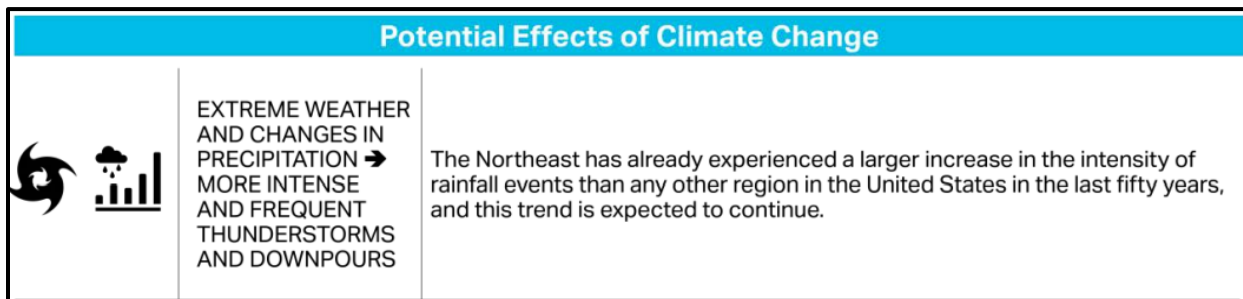 Potential Effects of Climate Change
EXTREME WEATHER
AND CHANGES IN
PRECIPITATION ➔
MORE INTENSE
AND FREQUENT
THUNDERSTORMS
AND DOWNPOURS
The Northeast has already experienced a larger increase in the intensity of
rainfall events than any other region in the United States in the last fifty years,
and this trend is expected to continue.